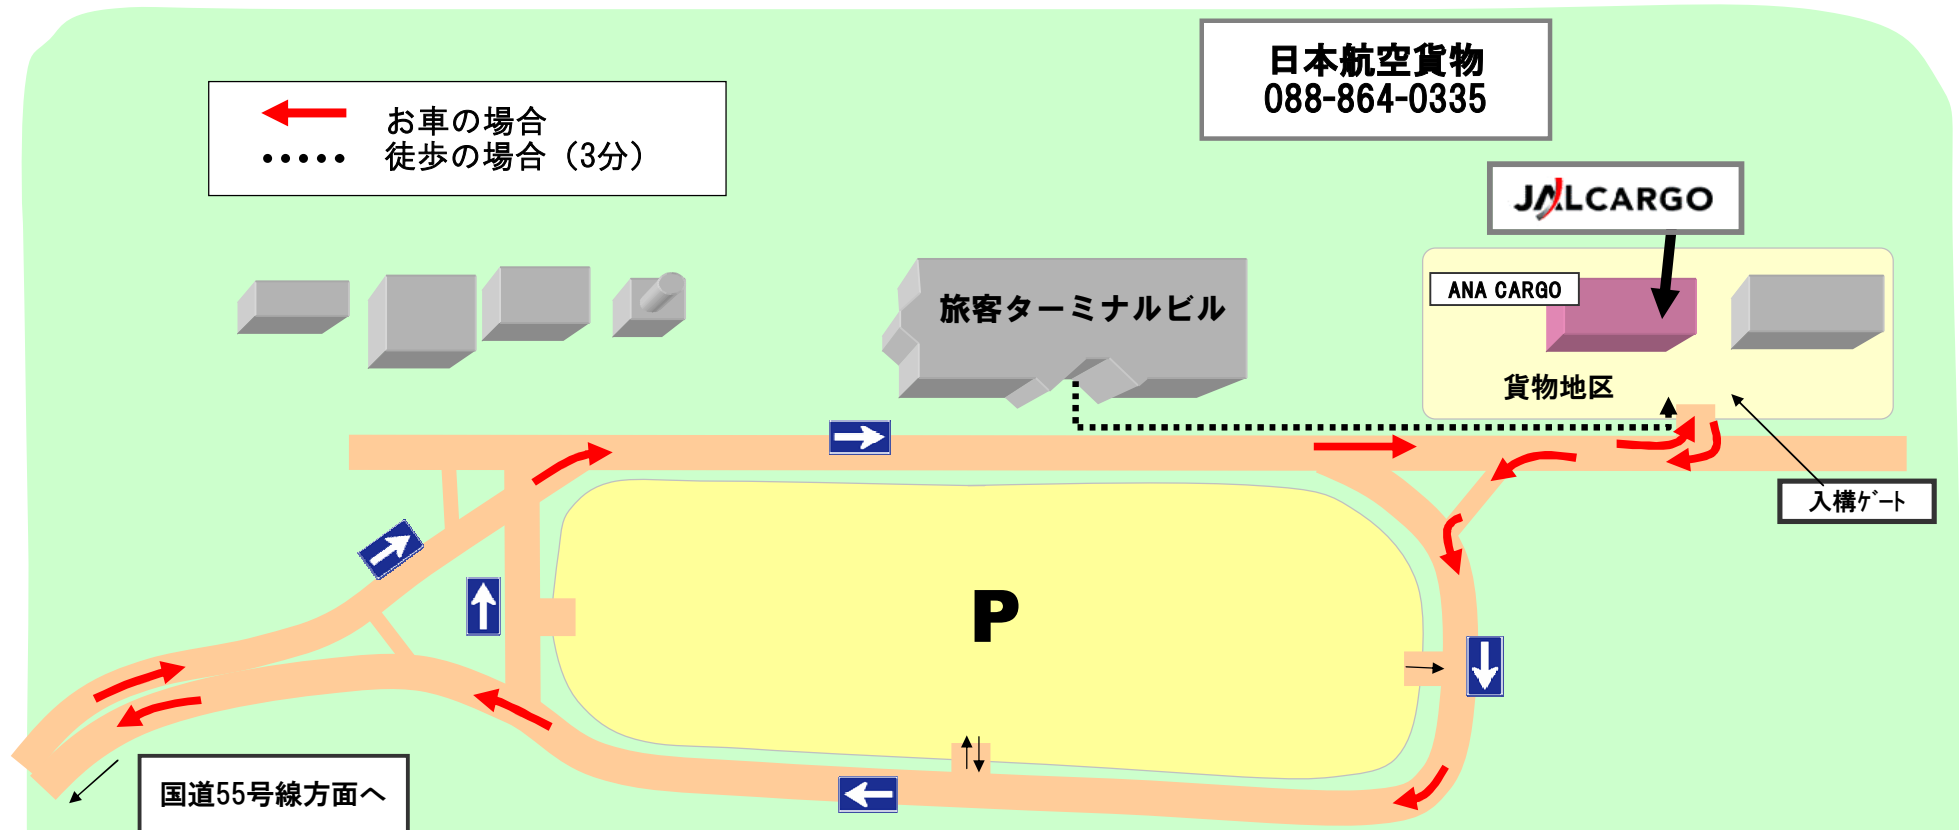 日本航空貨物
088-864-0335
お車の場合
徒歩の場合（3分）
JALCARGO
ANA CARGO
旅客ターミナルビル
貨物地区
入構ｹﾞｰﾄ
P
国道55号線方面へ